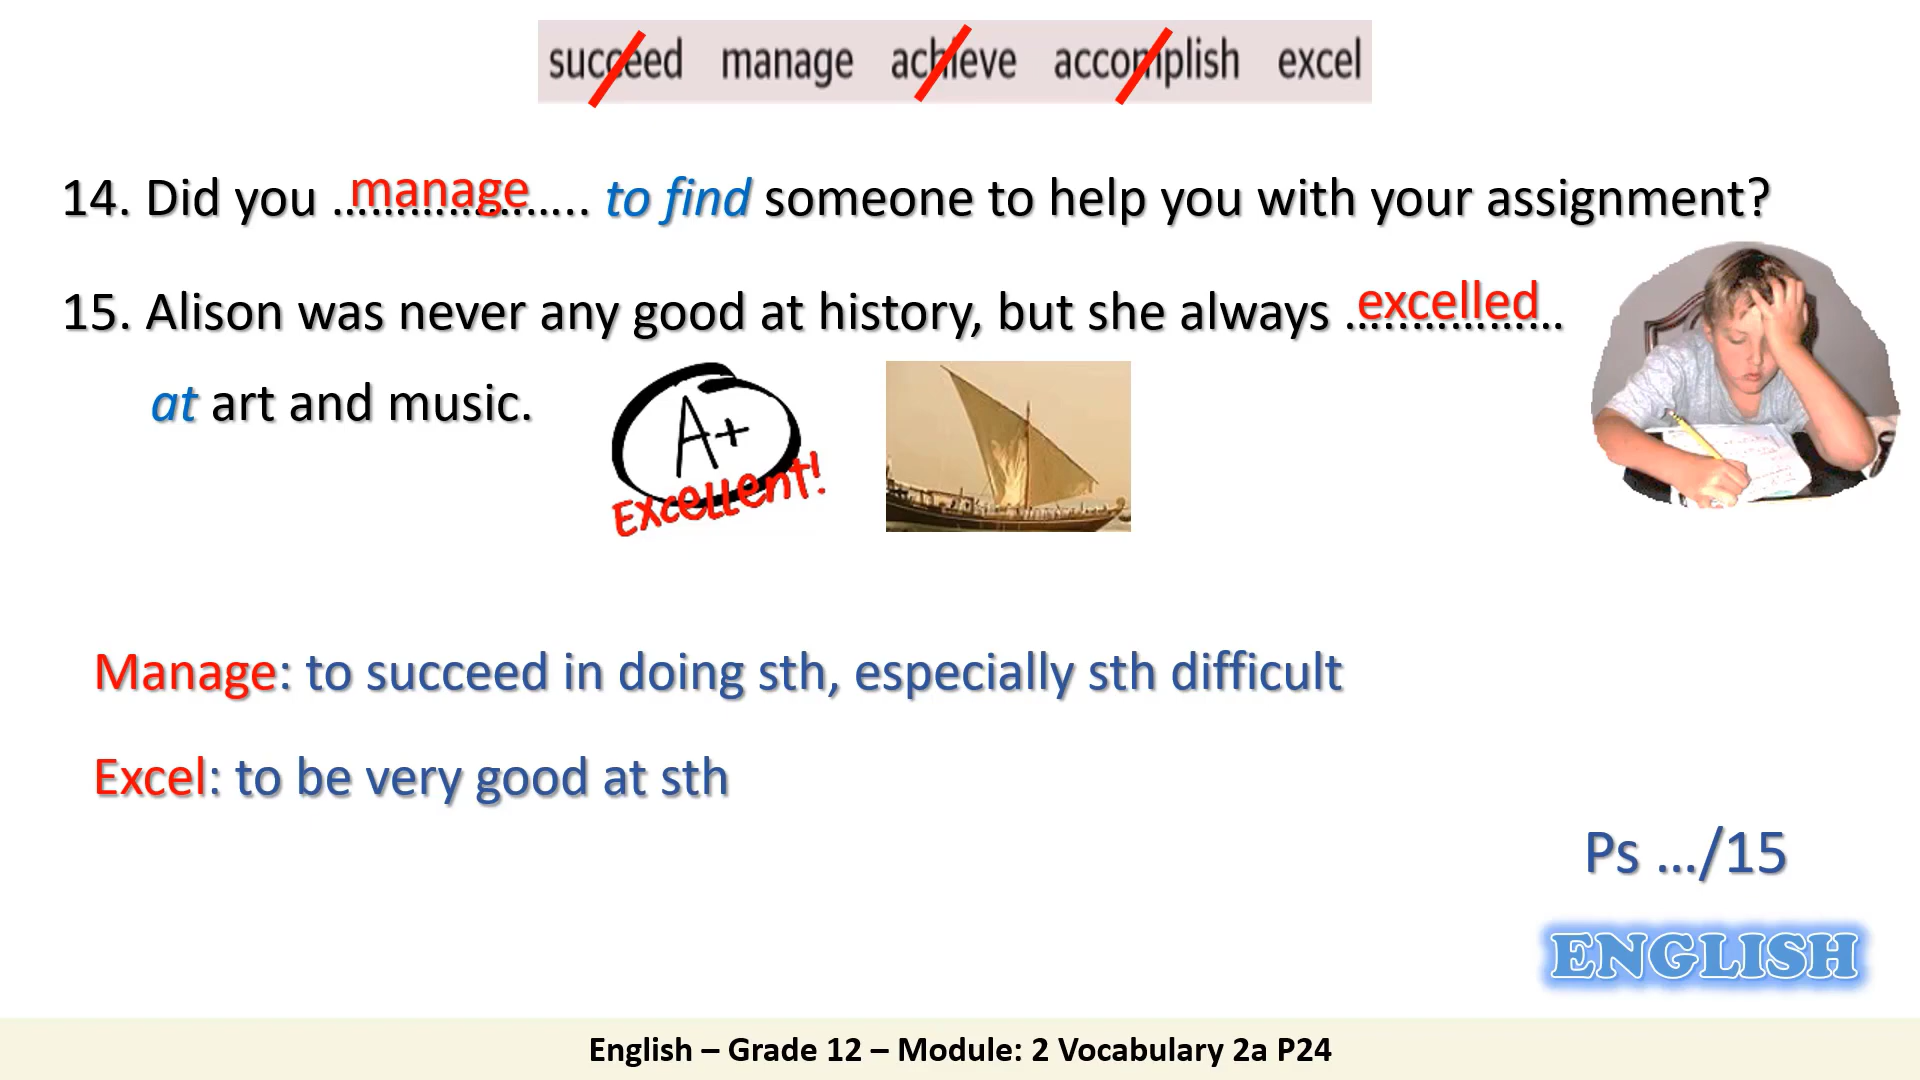 succeed manage achieve accomplish excel
14. Did you ....manage.... to find someone to help you with your assignment?
15. Alison was never any good at history, but she always ....excelled....
at art and music.
A+
Excellent!
Manage: to succeed in doing sth, especially sth difficult
Excel: to be very good at sth
Ps .../15
ENGLISH
English – Grade 12 – Module: 2 Vocabulary 2a P24